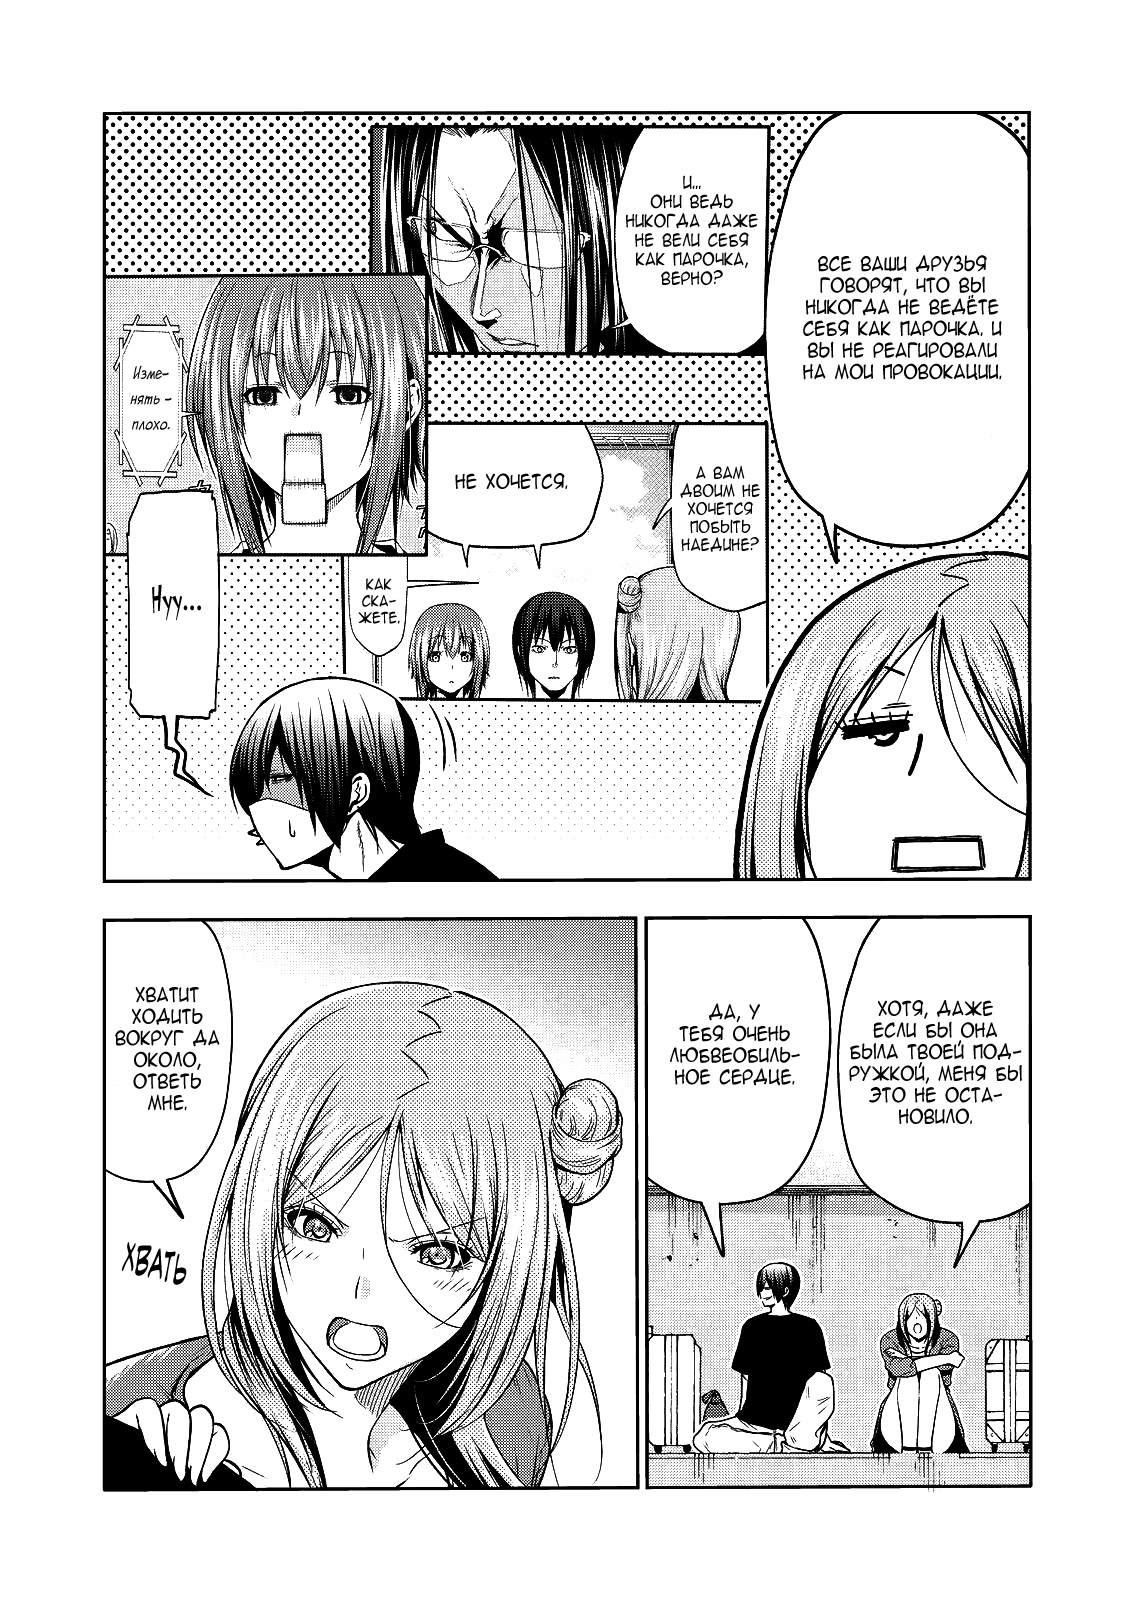 ВСЕ ВАШИ ДРУЗЬЯ
ГОВОРЯТ, ЧТО ВЫ
НИКОГДА НЕ ВЕДЁТЕ
СЕБЯ КАК ПАРОЧКА. И
ВЫ НЕ РЕАГИРОВАЛИ
НА МОИ ПРОВОКАЦИИ.
И...
ОНИ ВЕДЬ
НИКОГДА ДАЖЕ
НЕ ВЕЛИ СЕБЯ
КАК ПАРОЧКА,
ВЕРНО?
Изме-
нять -
плохо.
А ВАМ
ДВОИМ НЕ
ХОЧЕТСЯ
ПОБЫТЬ
НАЕДИНЕ?
НЕ ХОЧЕТСЯ.
КАК
СКА-
ЖЕТЕ.
Нуу...
ХОТЯ, ДАЖЕ
ЕСЛИ БЫ ОНА
БЫЛА ТВОЕЙ ПОД-
РУЖКОЙ, МЕНЯ БЫ
ЭТО НЕ ОСТА-
НОВИЛО.
ДА, У
ТЕБЯ ОЧЕНЬ
ЛЮБВЕОБИЛЬ-
НОЕ СЕРДЦЕ.
ХВАТИТ
ХОДИТЬ
ВОКРУГ ДА
ОКОЛО,
ОТВЕТЬ
МНЕ.
ХВАТЬ